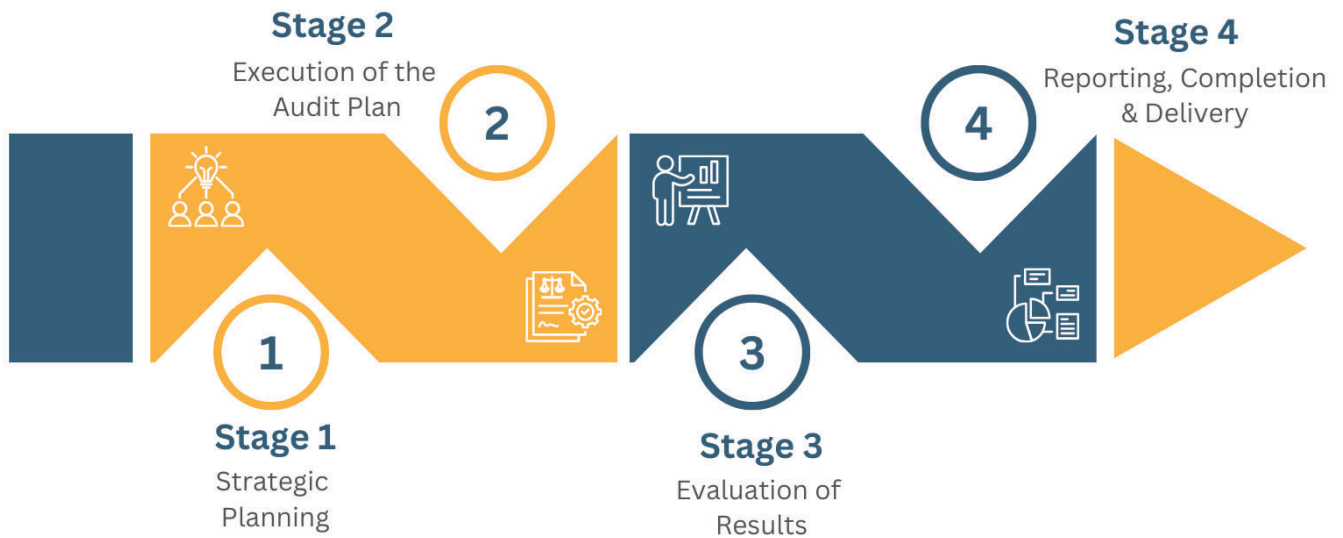 Stage 1
1
Strategic
Planning
Stage 2
Execution of the
Audit Plan
2
Stage 3
3
Evaluation of
Results
Stage 4
Reporting, Completion
& Delivery
4